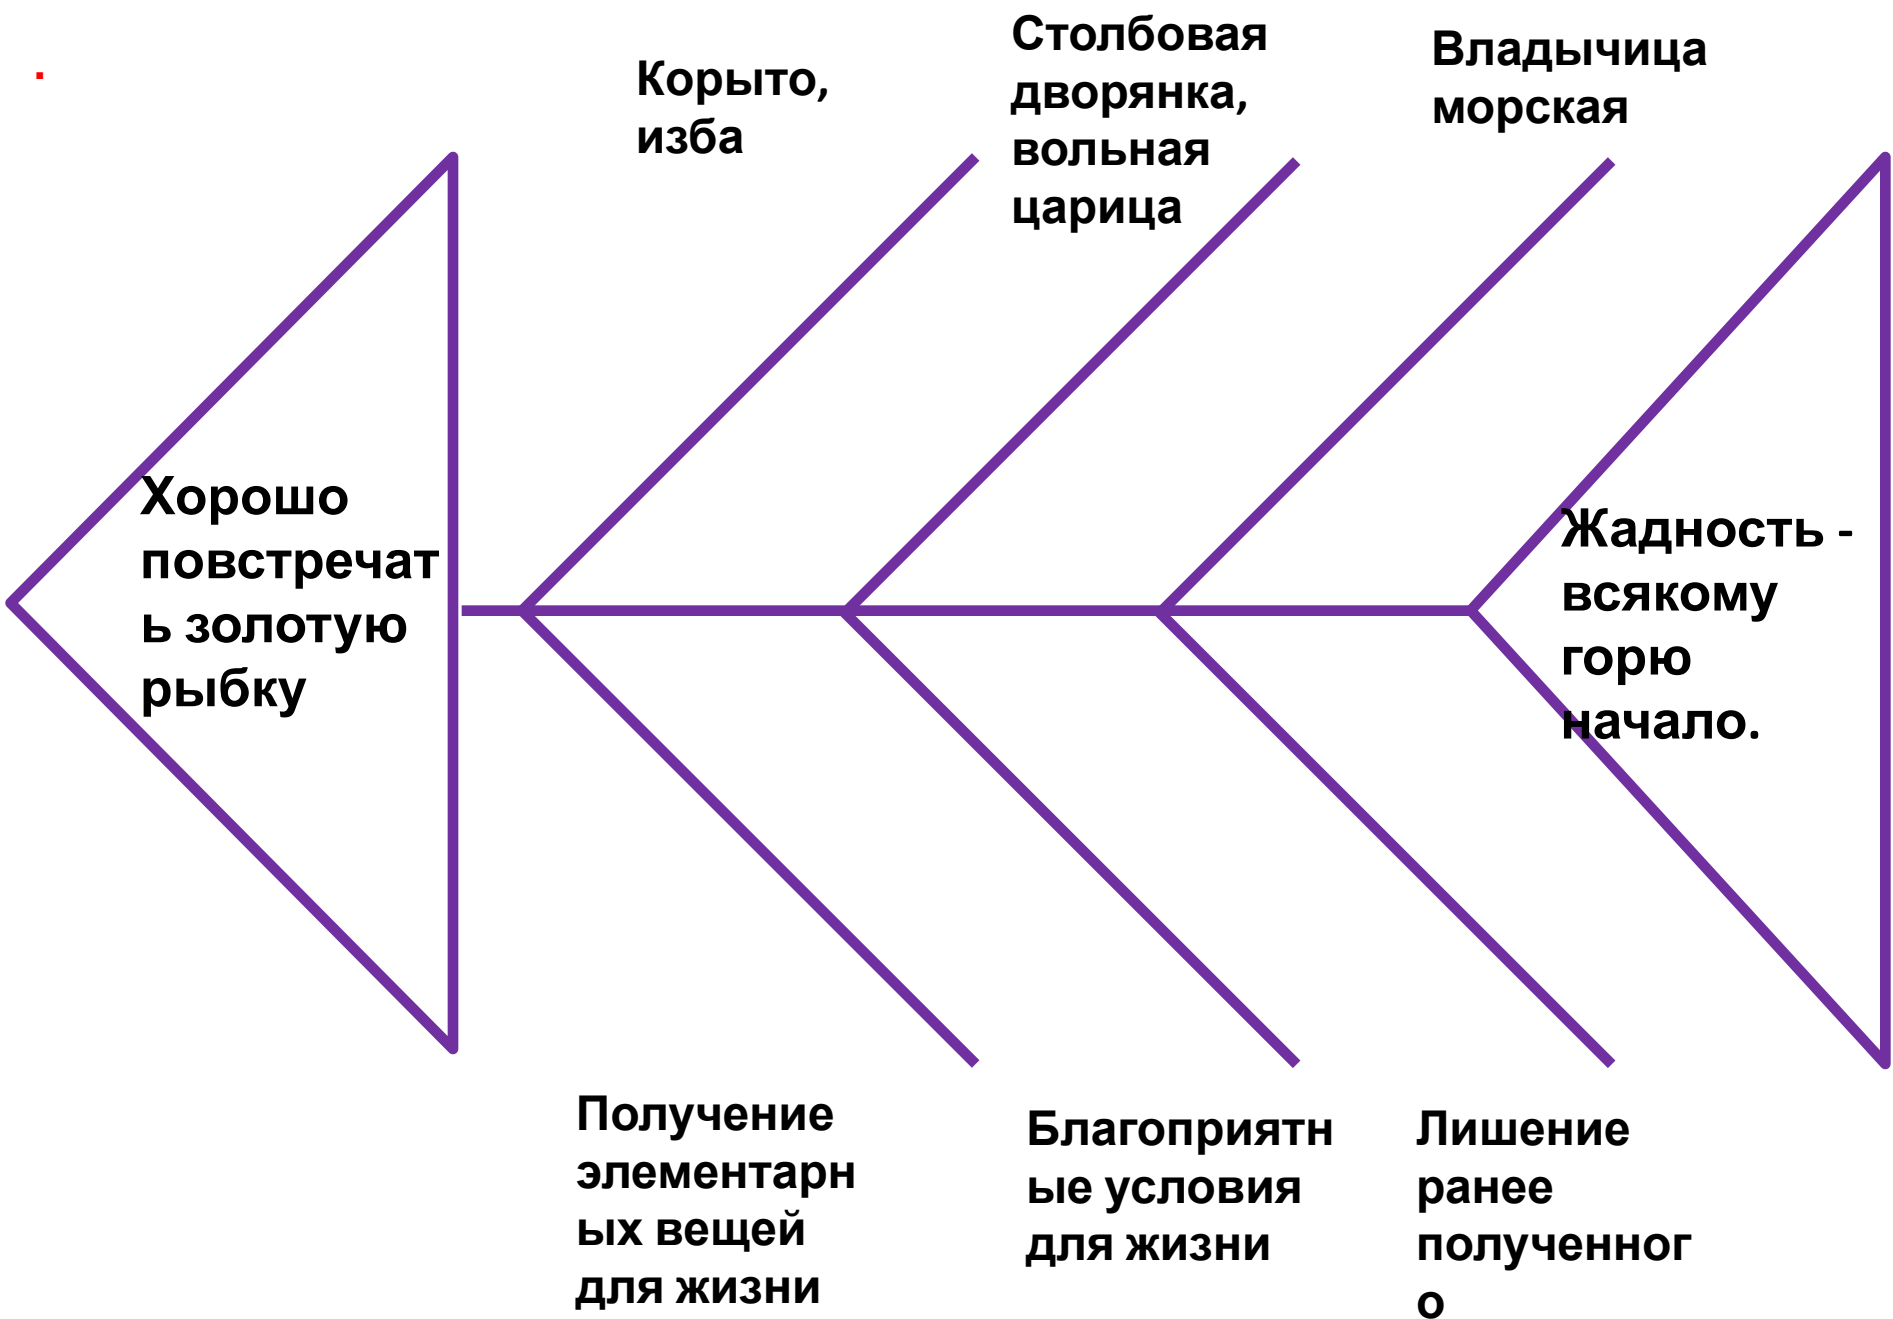 Корыто,
изба
Столбовая
дворянка,
вольная
царица
Владычица
морская
Хорошо
повстречат
ь золотую
рыбку
Жадность -
всякому
горю
начало.
Получение
элементарн
ых вещей
для жизни
Благоприятн
ые условия
для жизни
Лишение
ранее
полученног
о